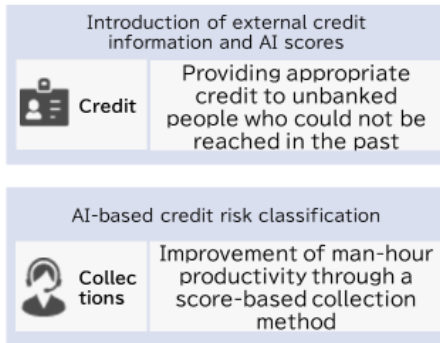 Introduction of external credit
information and AI scores
Credit
Providing appropriate
credit to unbanked
people who could not be
reached in the past
AI-based credit risk classification
Collec
tions
Improvement of man-hour
productivity through a
score-based collection
method